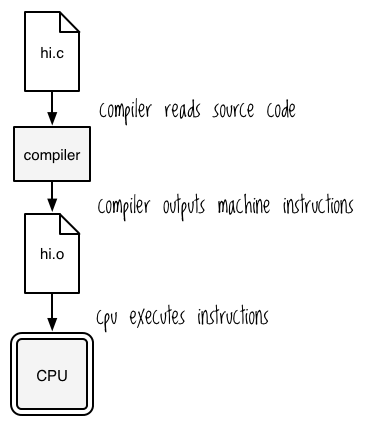 hi.c
compiler reads source code
compiler
compiler outputs machine instructions
hi.o
cpu executes instructions
CPU